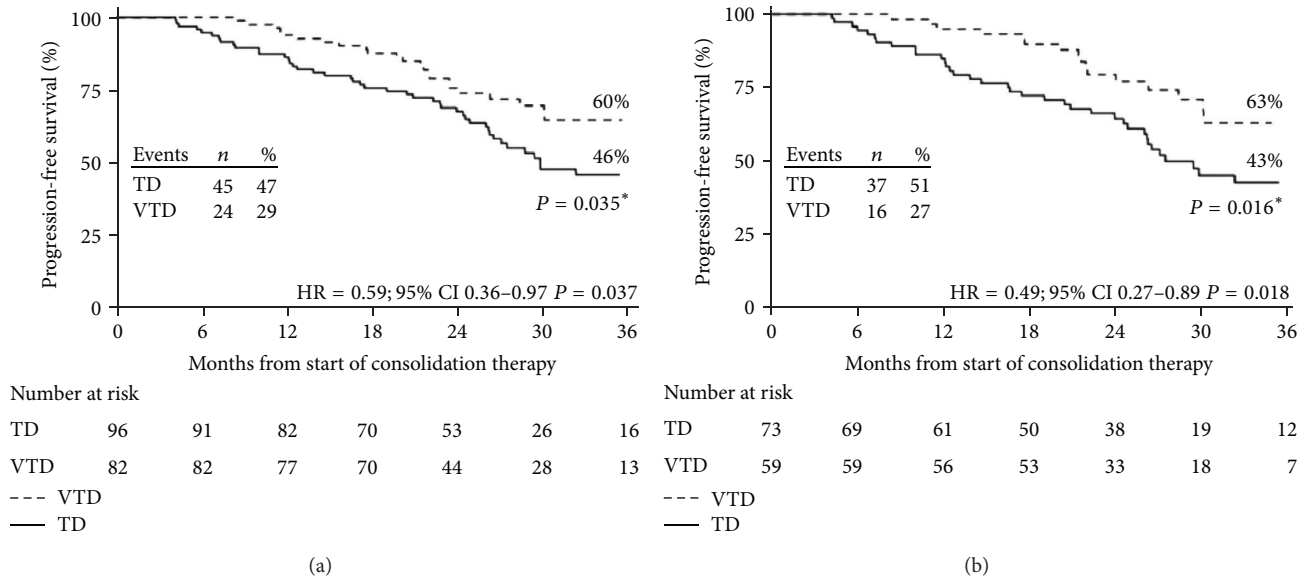 Progression-free survival (%)
100
75
50
25
0
60%
46%
Events n %
TD 45 47
VTD 24 29
P = 0.035*
HR = 0.59; 95% CI 0.36–0.97 P = 0.037
0 6 12 18 24 30 36
Months from start of consolidation therapy
Number at risk
TD 96 91 82 70 53 26 16
VTD 82 82 77 70 44 28 13
VTD
TD
(a)
Progression-free survival (%)
100
75
50
25
0
63%
43%
Events n %
TD 37 51
VTD 16 27
P = 0.016*
HR = 0.49; 95% CI 0.27–0.89 P = 0.018
0 6 12 18 24 30 36
Months from start of consolidation therapy
Number at risk
TD 73 69 61 50 38 19 12
VTD 59 59 56 53 33 18 7
VTD
TD
(b)